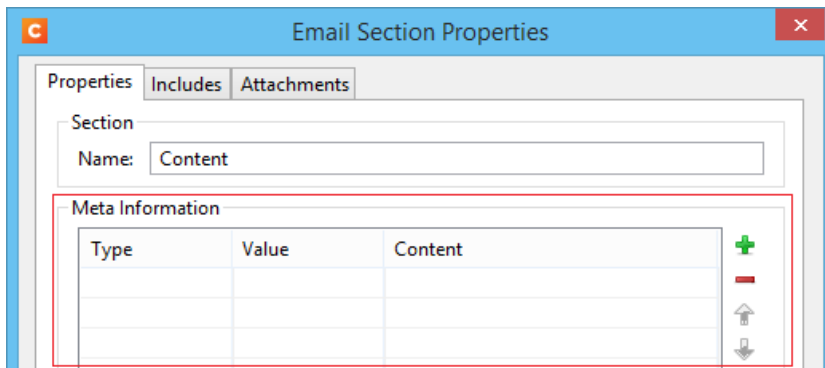 C
Email Section Properties
Properties Includes Attachments
Section
Name: Content
Meta Information
Type Value Content